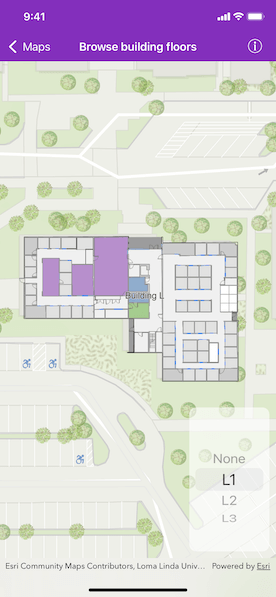 9:41
Maps
Browse building floors
Building L
None
L1
L2
L3
Esri Community Maps Contributors, Loma Linda Univ... Powered by Esri